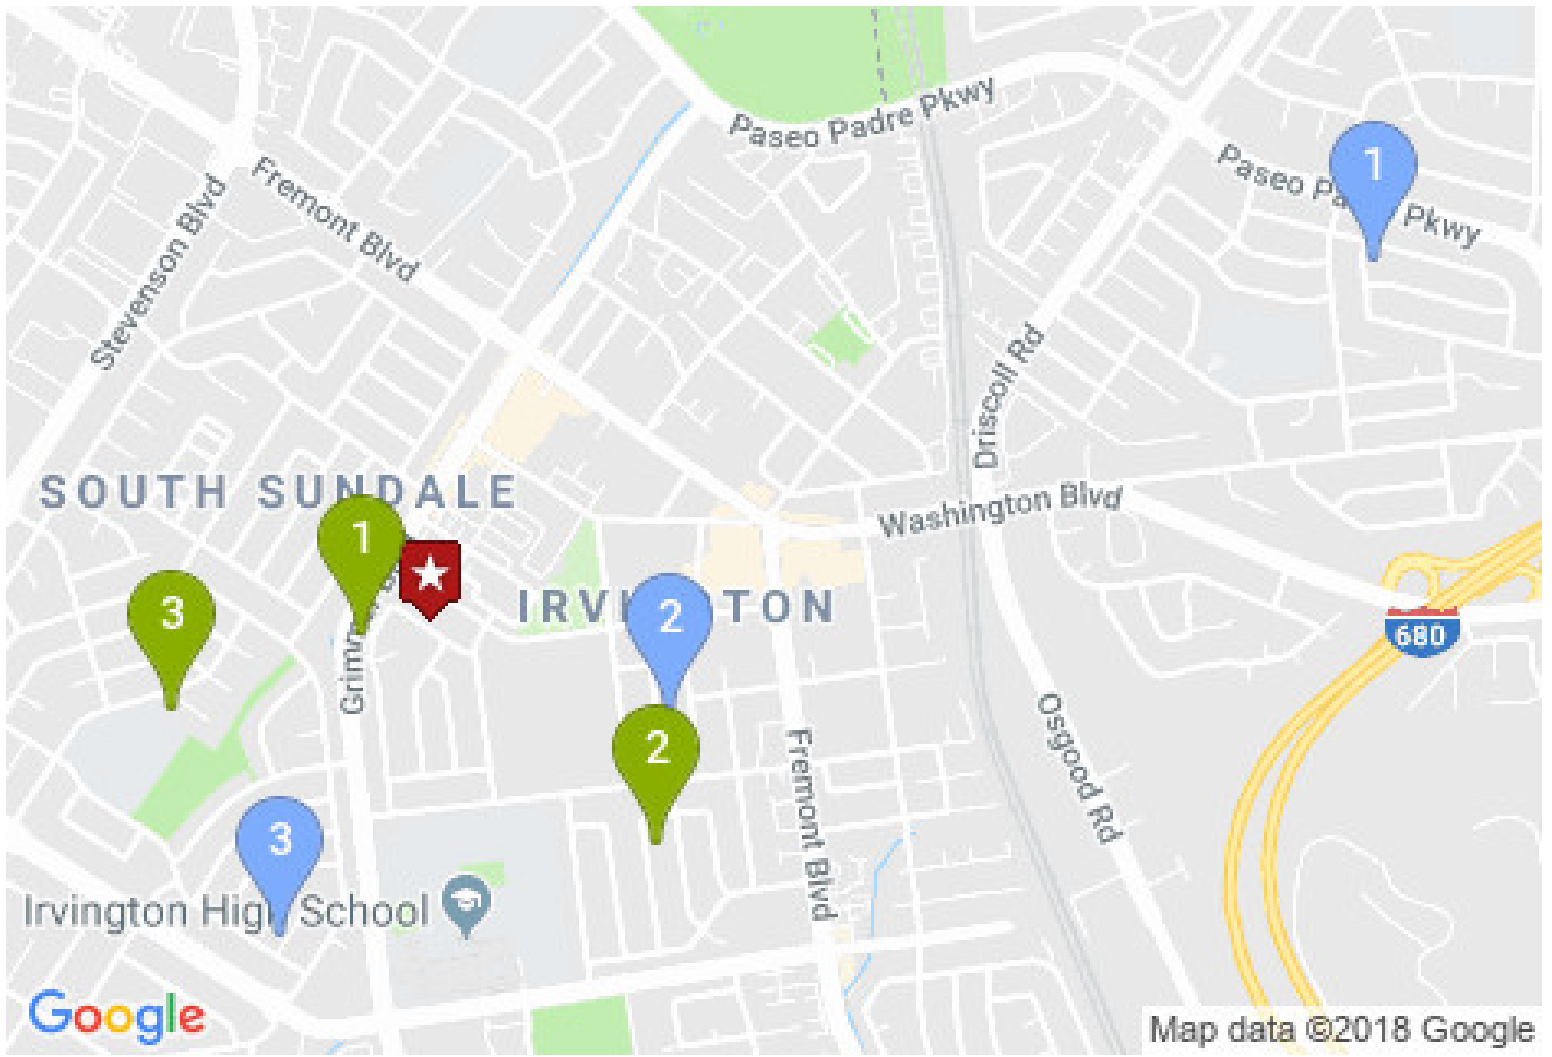 Paseo Padre Pkwy
1
Paseo Pa Pkwy
Fremont Blvd
Stevenson Blvd
Driscoll Rd
SOUTH SUNDALE
Washington Blvd
1
3
IRV TON
2
680
Grimm
2
Osgood Rd
Fremont Blvd
3
Irvington High School
Google
Map data ©2018 Google